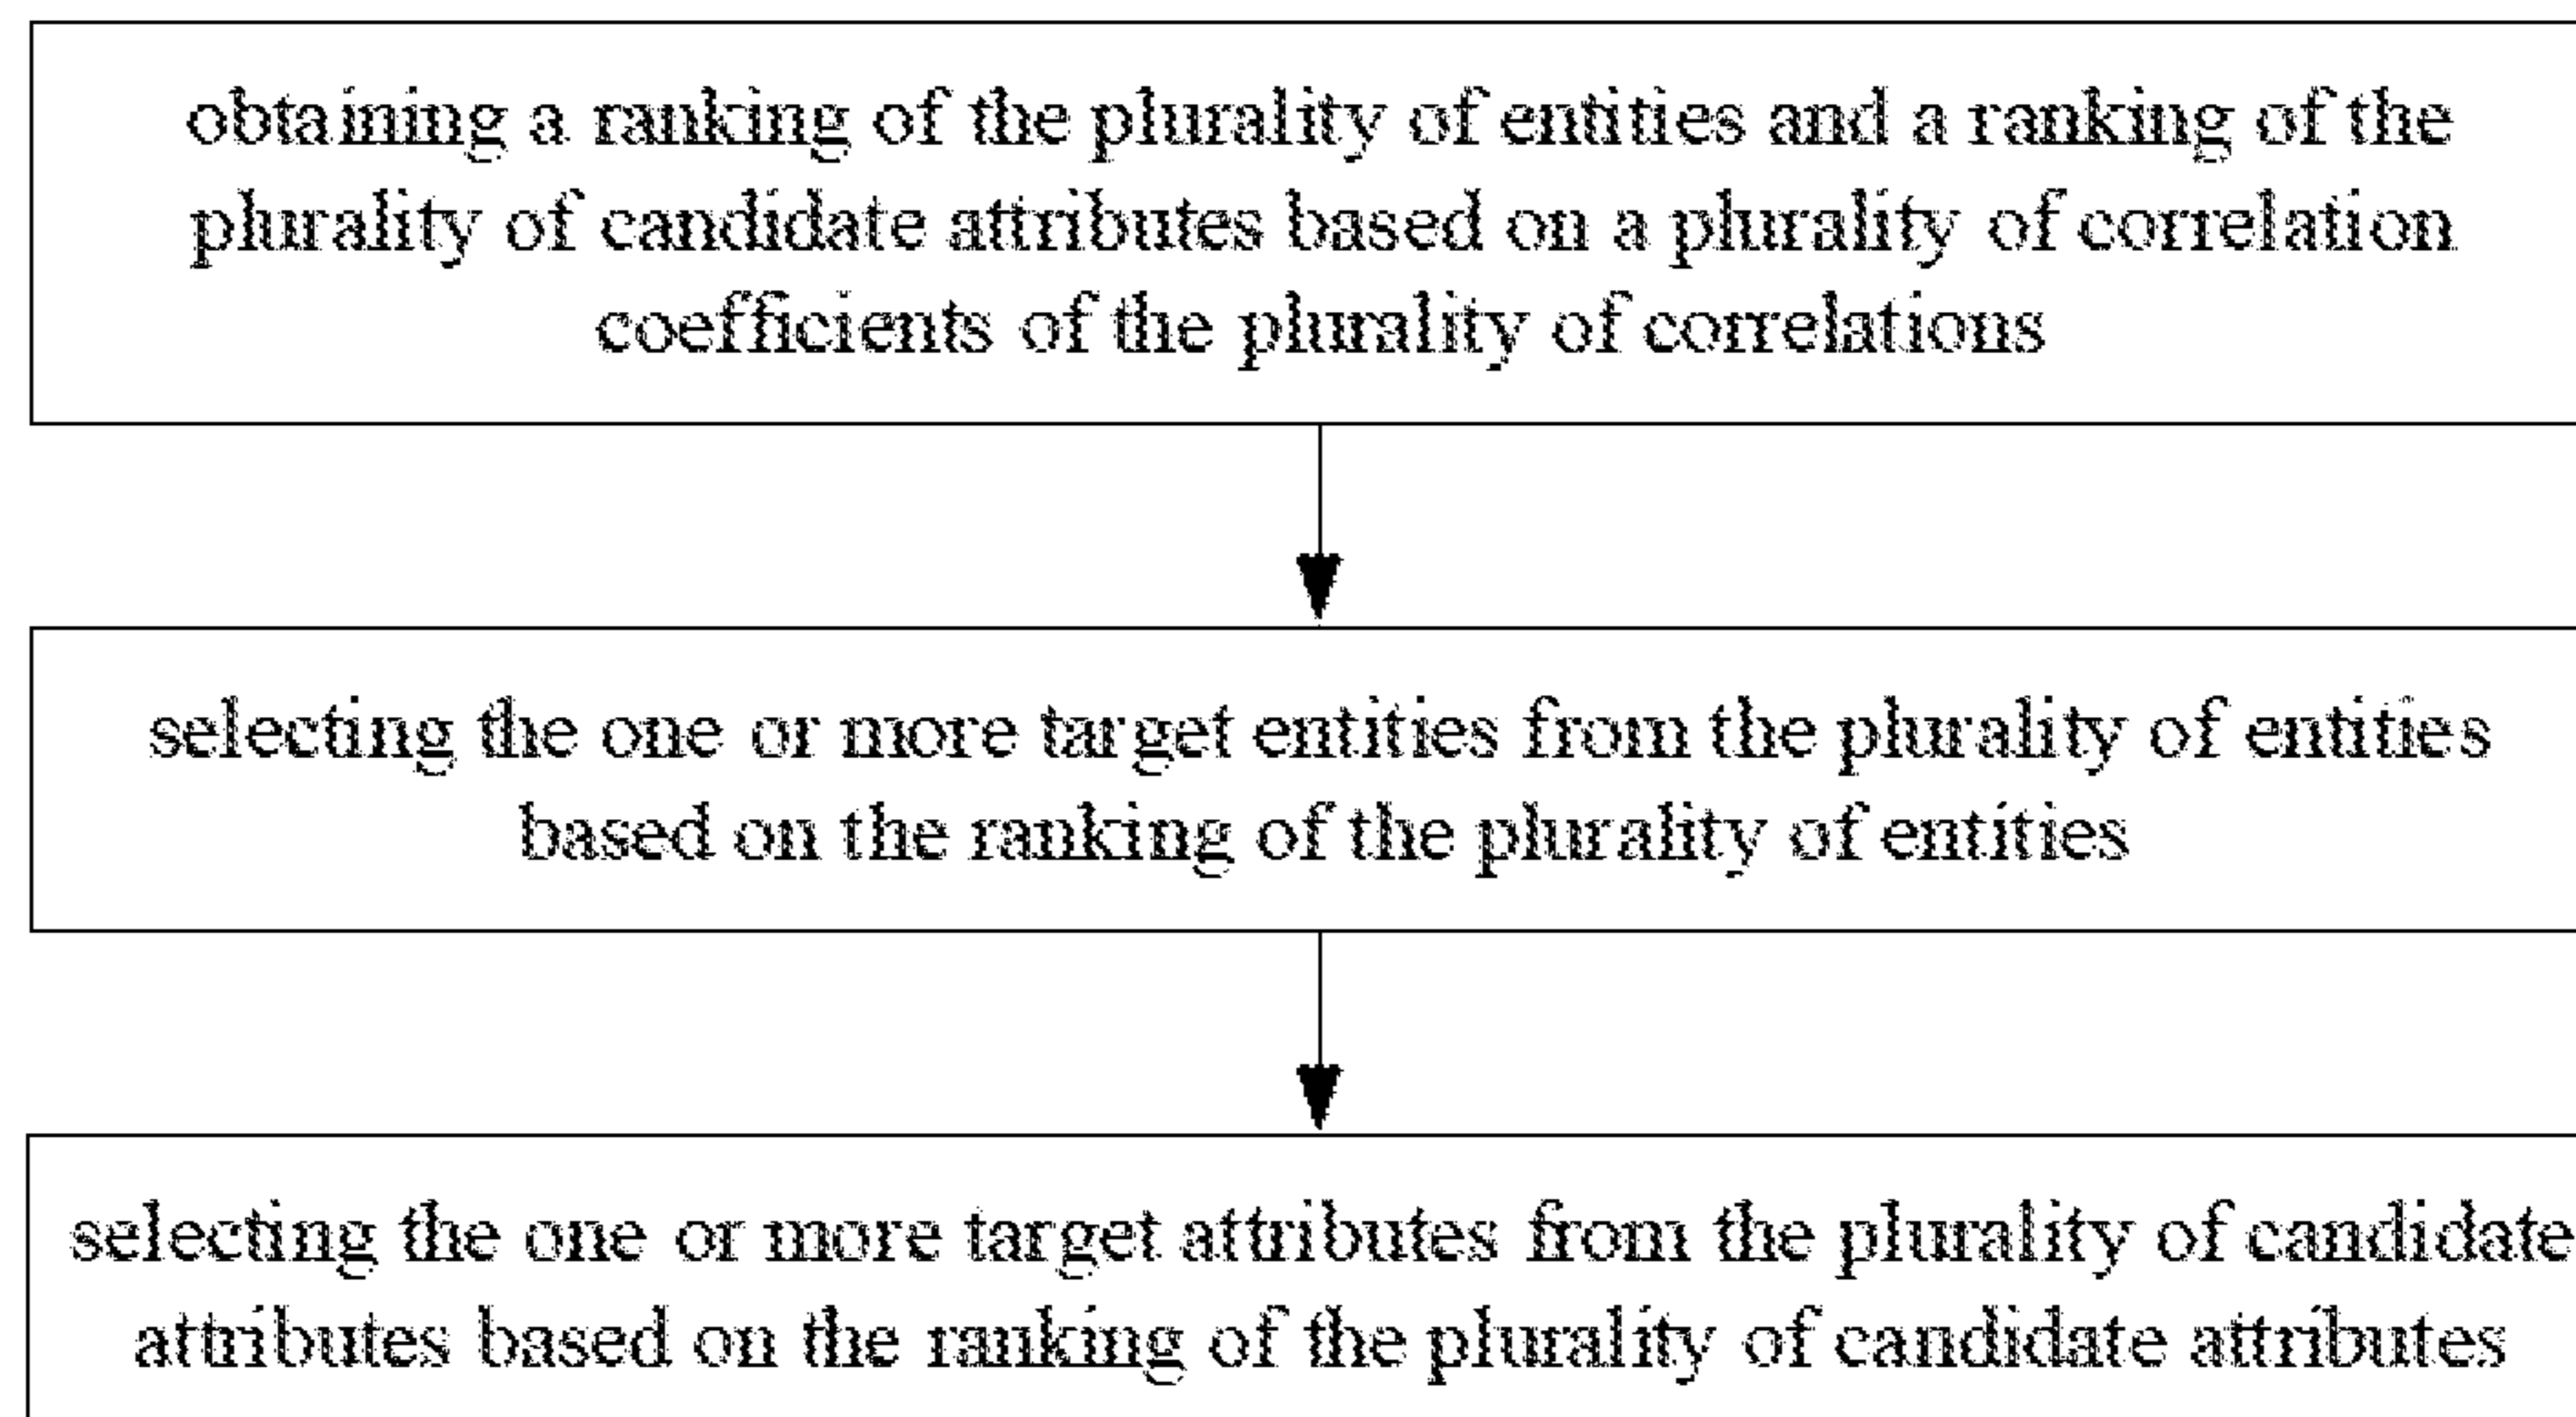 obtaining a ranking of the plurality of entities and a ranking of the
plurality of candidate attributes based on a plurality of correlation
coefficients of the plurality of correlations
selecting the one or more target entities from the plurality of entities
based on the ranking of the plurality of entities
selecting the one or more target attributes from the plurality of candidate
attributes based on the ranking of the plurality of candidate attributes